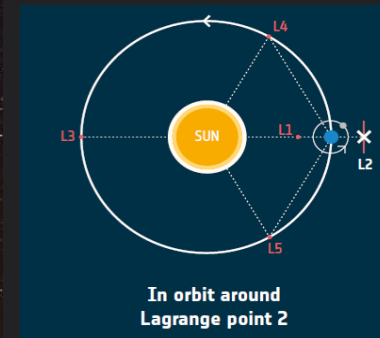 L4
L3
SUN
L1
L2
L5
In orbit around
Lagrange point 2